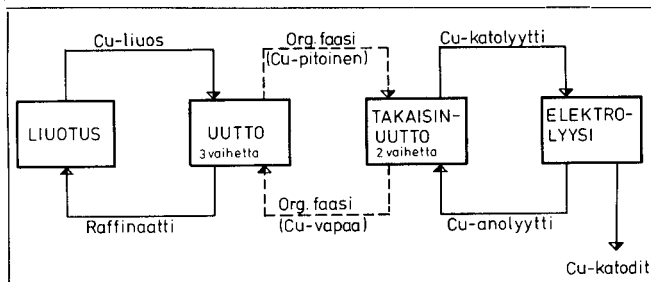 Cu-liuos
Org. faasi
(Cu-pitoinen)
Cu-katolyytti
LIUOTUS
UUTTO
3 vaihetta
TAKAISIN-
UUTTO
2 vaihetta
ELEKTRO-
LYYSI
Raffinaatti
Org. faasi
(Cu-vapaa)
Cu-anolyytti
Cu-katodit